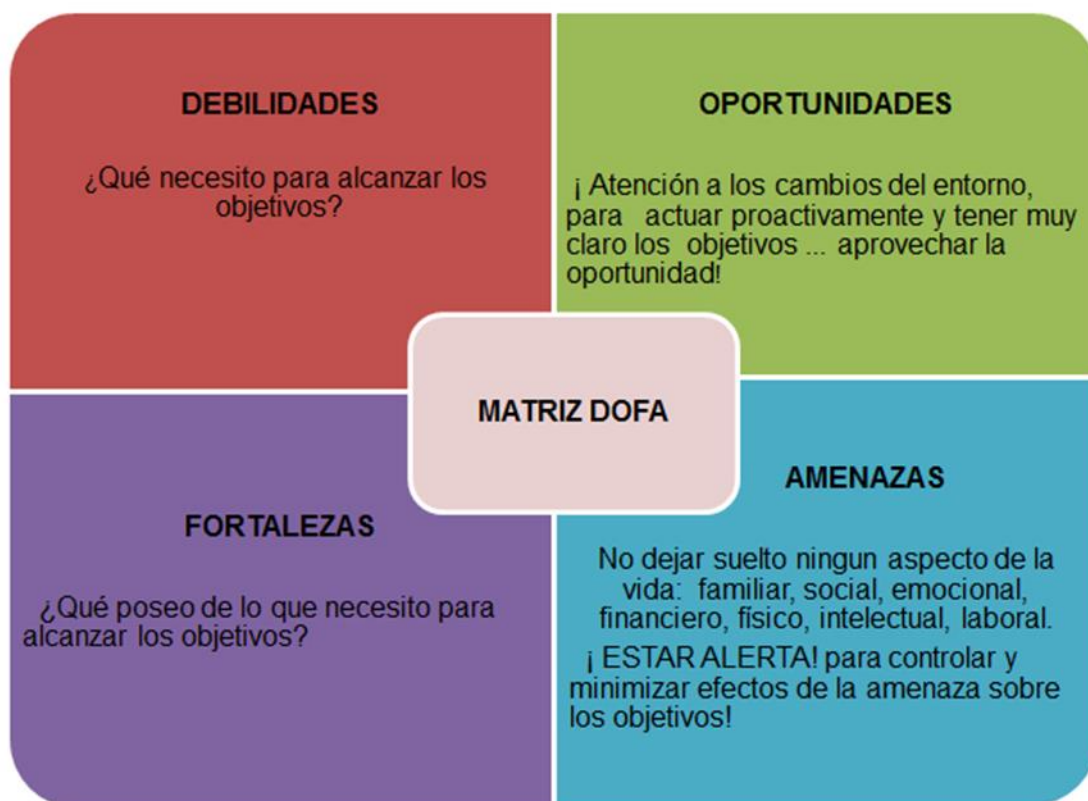 DEBILIDADES
¿Qué necesito para alcanzar los
objetivos?
OPORTUNIDADES
¡ Atención a los cambios del entorno,
para actuar proactivamente y tener muy
claro los objetivos ... aprovechar la
oportunidad!
MATRIZ DOFA
FORTALEZAS
¿Qué poseo de lo que necesito para
alcanzar los objetivos?
AMENAZAS
No dejar suelto ningun aspecto de la
vida: familiar, social, emocional,
financiero, físico, intelectual, laboral.
¡ ESTAR ALERTA! para controlar y
minimizar efectos de la amenaza sobre
los objetivos!